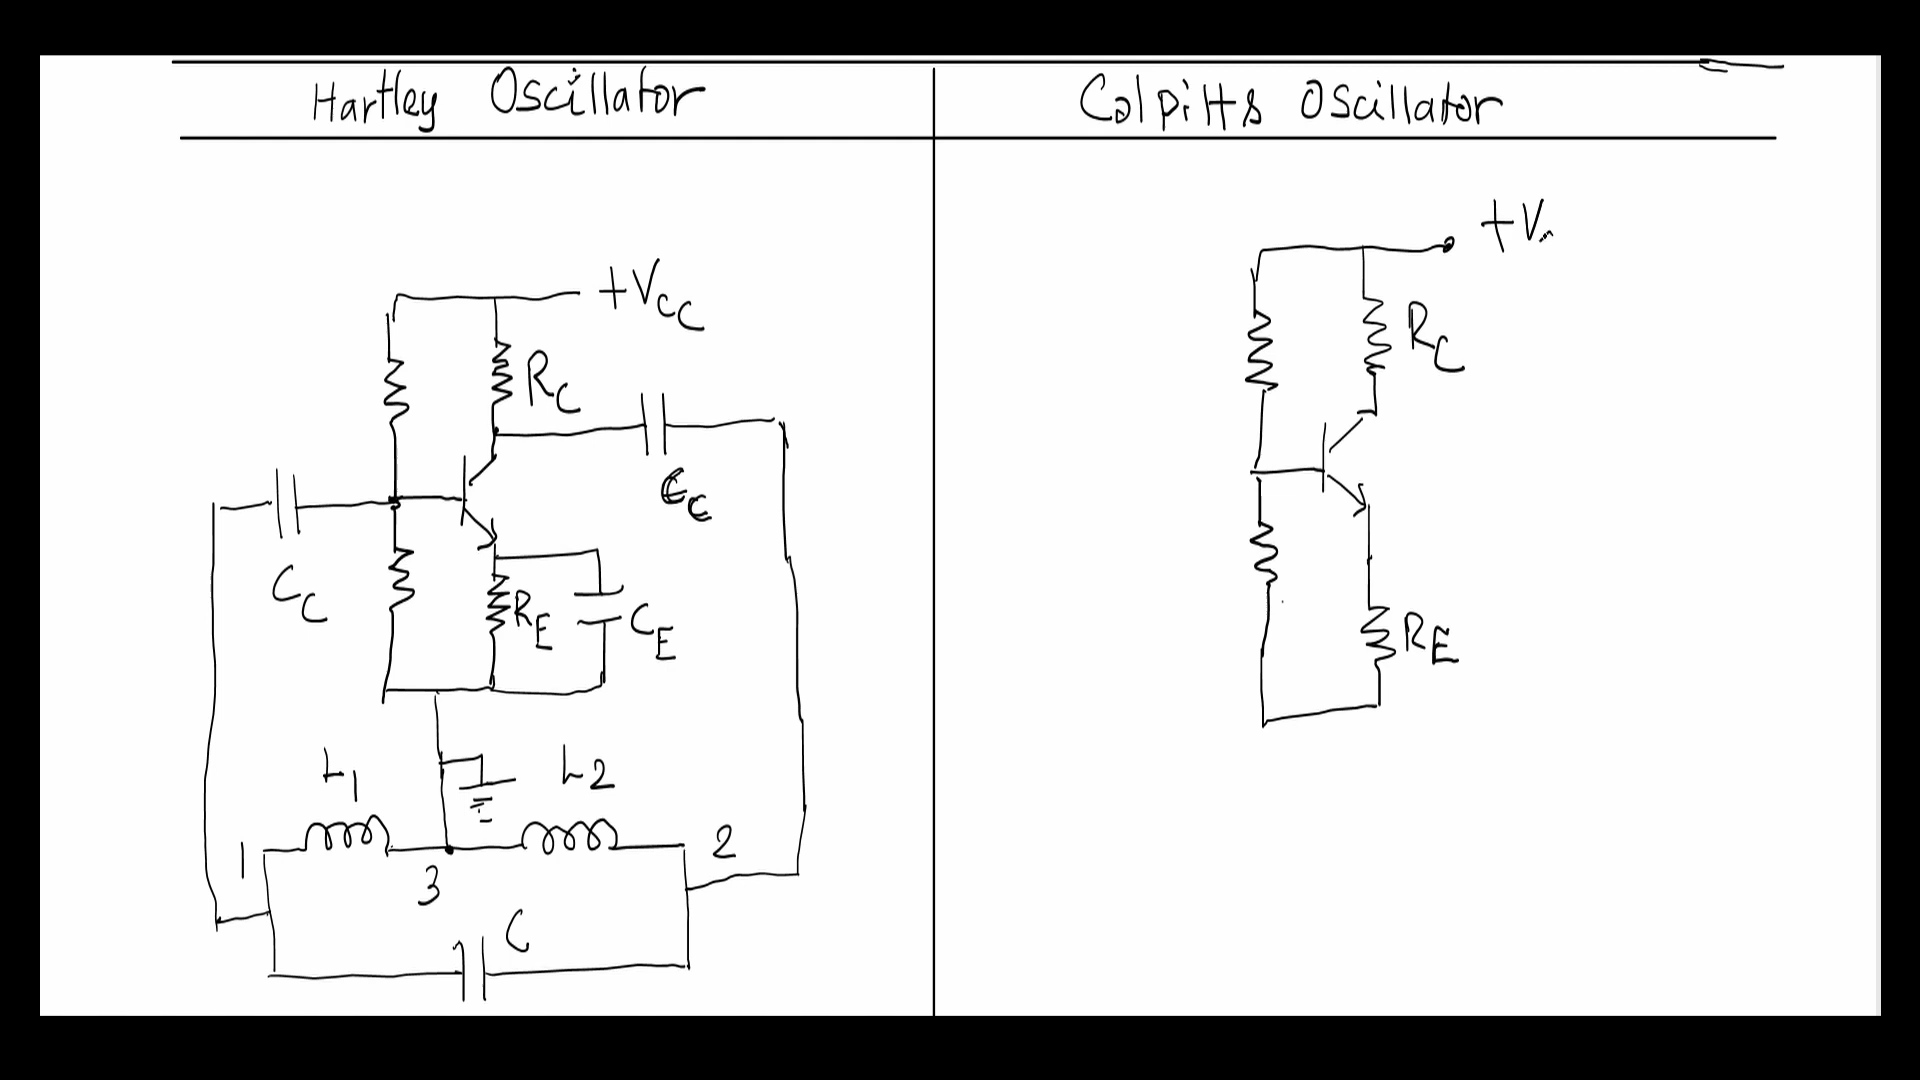 Hartley Oscillator
Colpitts Oscillator
+VCC
RC
CC
CC
RE
CE
L1
L2
1
2
3
C
+V
RC
RE